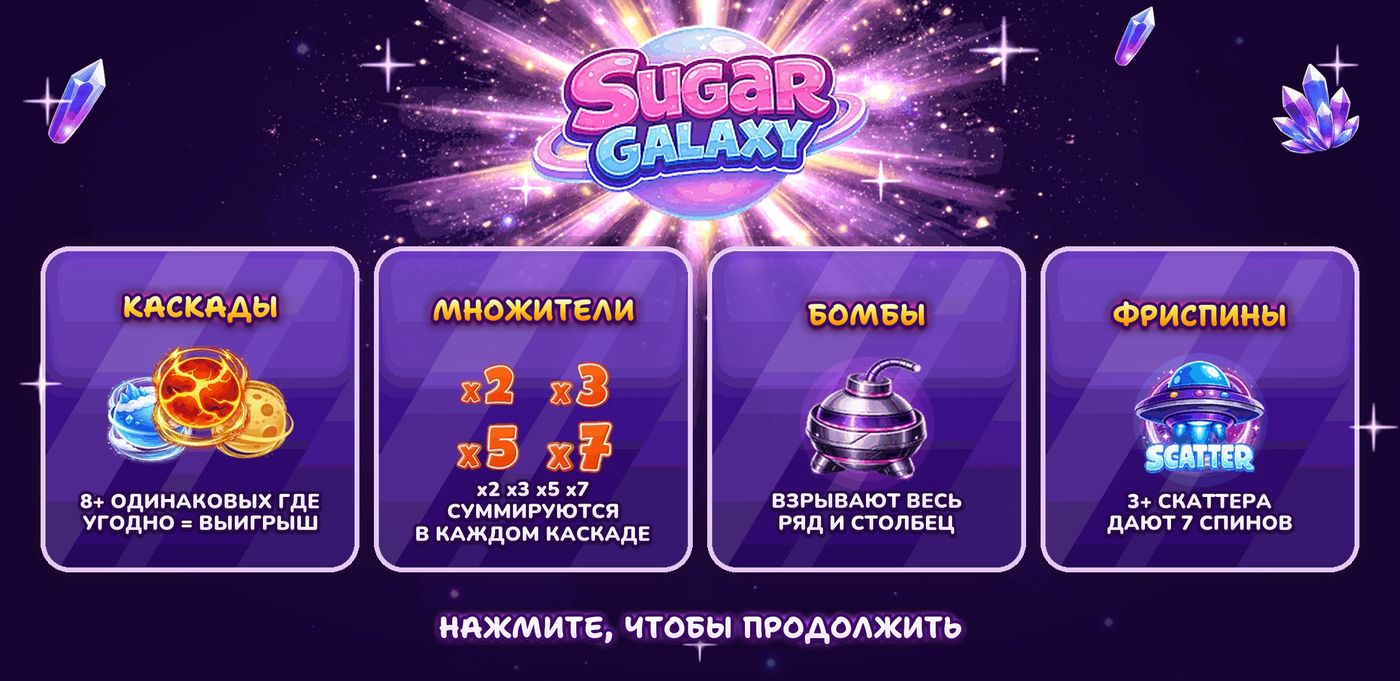 SUGAR
GALAXY
КАСКАДЫ
8+ ОДИНАКОВЫХ ГДЕ
УГОДНО = ВЫИГРЫШ
МНОЖИТЕЛИ
x2 x3
x5 x7
x2 x3 x5 x7
СУММИРУЮТСЯ
В КАЖДОМ КАСКАДЕ
БОМБЫ
ВЗРЫВАЮТ ВЕСЬ
РЯД И СТОЛБЕЦ
ФРИСПИНЫ
SCATTER
3+ СКАТТЕРА
ДАЮТ 7 СПИНОВ
НАЖМИТЕ, ЧТОБЫ ПРОДОЛЖИТЬ